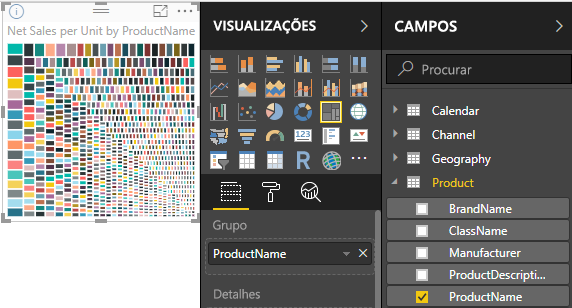 Net Sales per Unit by ProductName
VISUALIZAÇÕES
123
R
Grupo
ProductName
Detalhes
CAMPOS
Procurar
Calendar
Channel
Geography
Product
BrandName
ClassName
Manufacturer
ProductDescripti...
ProductName